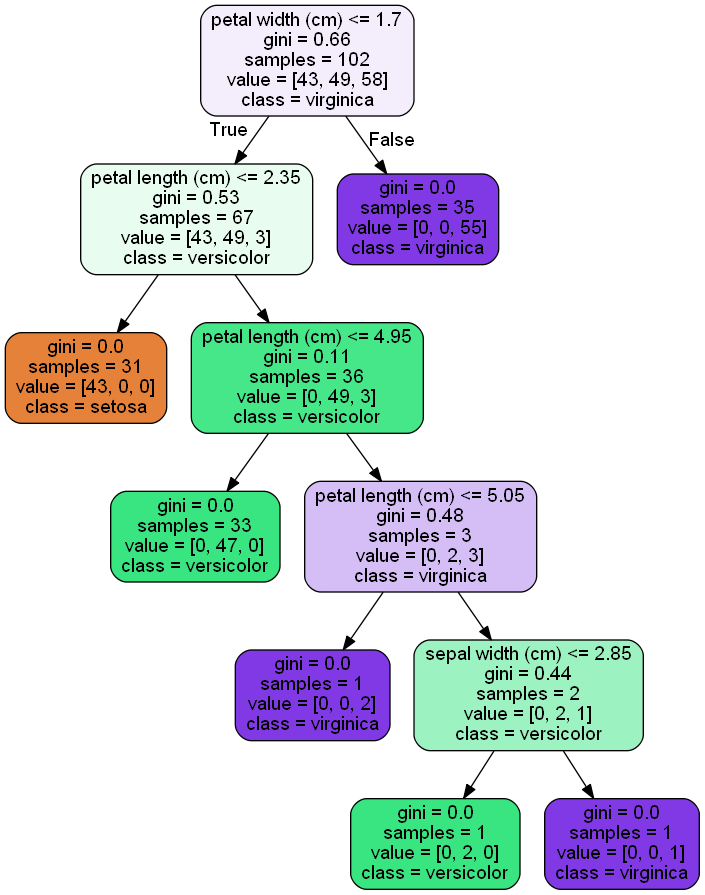 petal width (cm) <= 1.7
gini = 0.66
samples = 102
value = [43, 49, 58]
class = virginica
True
False
petal length (cm) <= 2.35
gini = 0.53
samples = 67
value = [43, 49, 3]
class = versicolor
gini = 0.0
samples = 35
value = [0, 0, 55]
class = virginica
gini = 0.0
samples = 31
value = [43, 0, 0]
class = setosa
petal length (cm) <= 4.95
gini = 0.11
samples = 36
value = [0, 49, 3]
class = versicolor
gini = 0.0
samples = 33
value = [0, 47, 0]
class = versicolor
petal length (cm) <= 5.05
gini = 0.48
samples = 3
value = [0, 2, 3]
class = virginica
gini = 0.0
samples = 1
value = [0, 0, 2]
class = virginica
sepal width (cm) <= 2.85
gini = 0.44
samples = 2
value = [0, 2, 1]
class = versicolor
gini = 0.0
samples = 1
value = [0, 2, 0]
class = versicolor
gini = 0.0
samples = 1
value = [0, 0, 1]
class = virginica